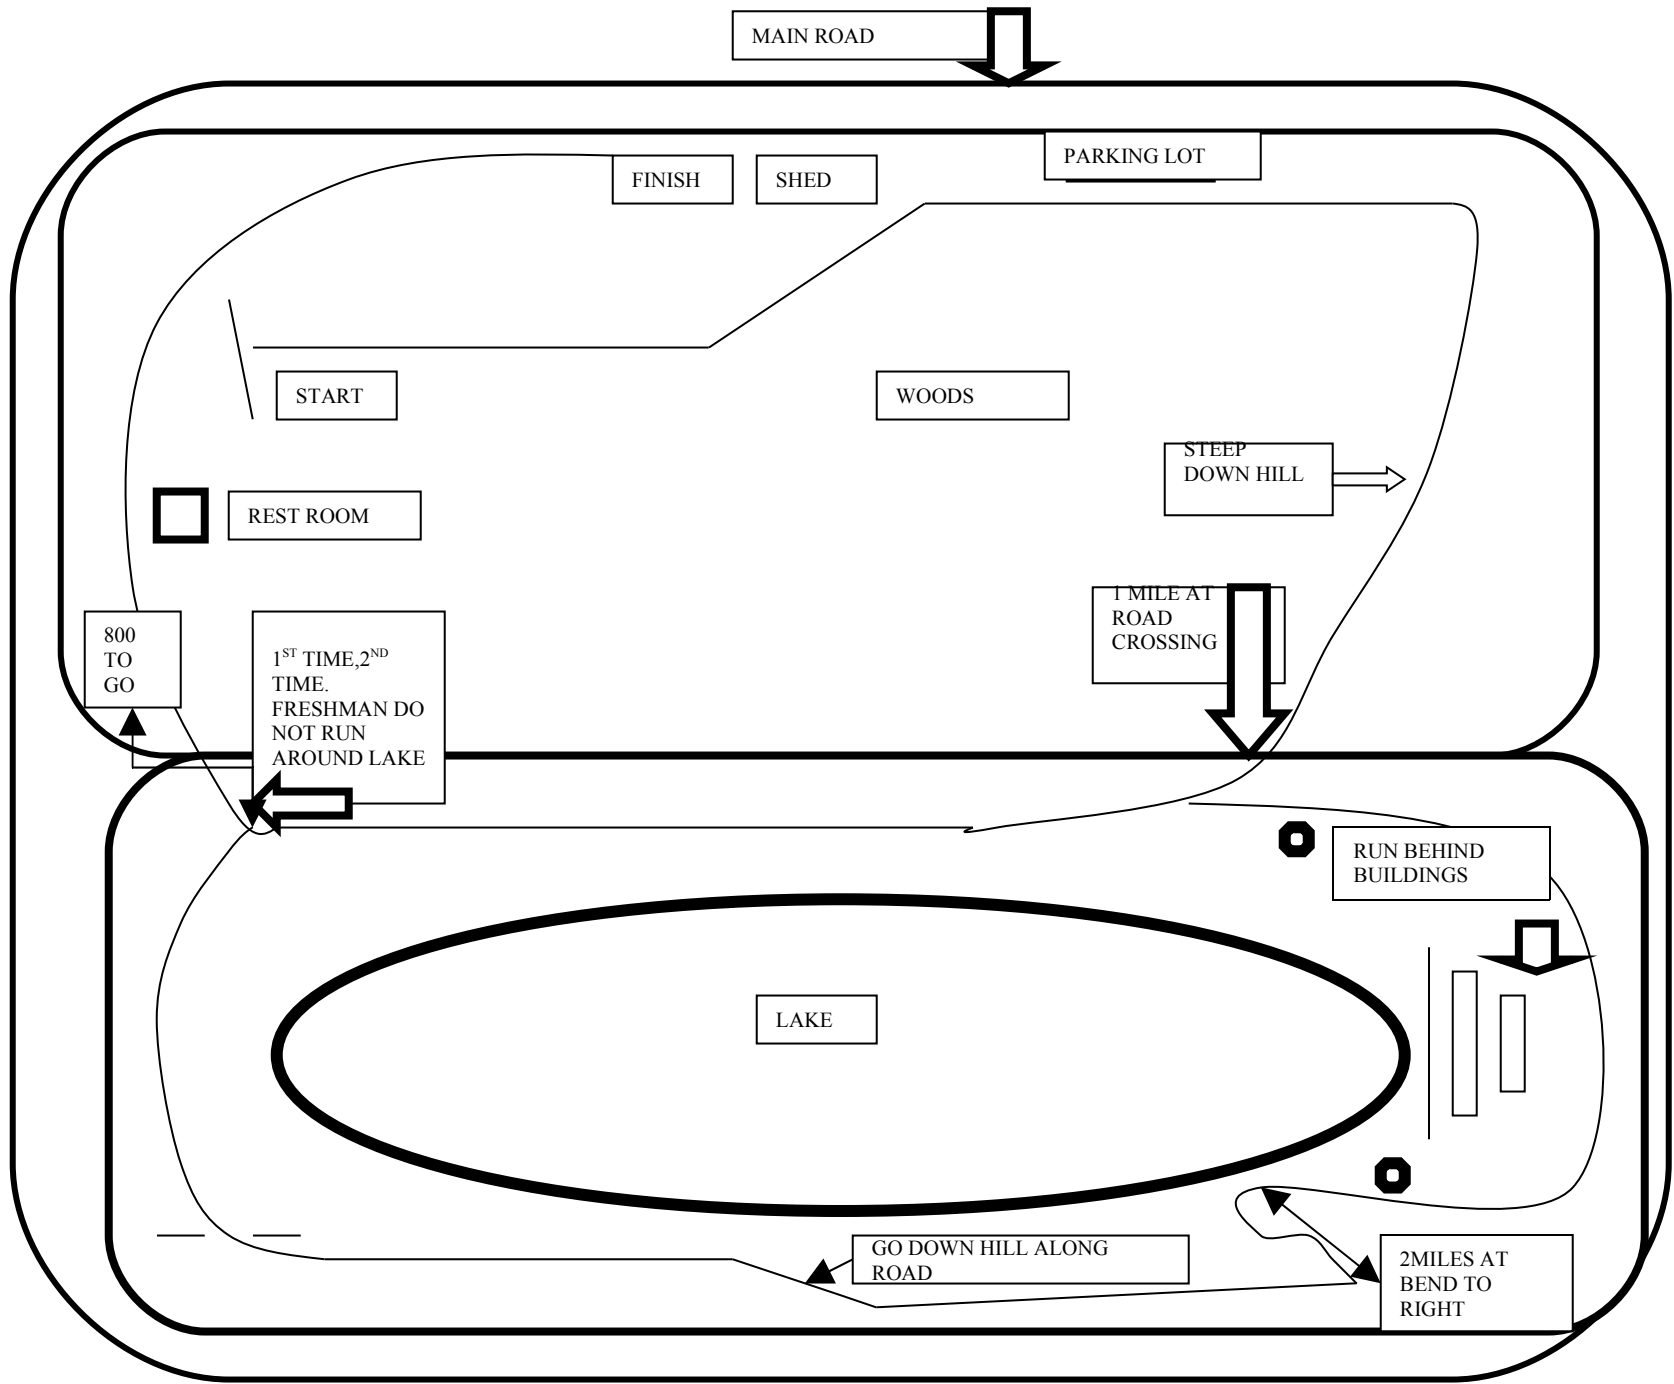 MAIN ROAD
PARKING LOT
FINISH
SHED
START
WOODS
STEEP
DOWN HILL
REST ROOM
1 MILE AT
ROAD
CROSSING
800
TO
GO
1ST TIME,2ND
TIME.
FRESHMAN DO
NOT RUN
AROUND LAKE
RUN BEHIND
BUILDINGS
LAKE
GO DOWN HILL ALONG
ROAD
2MILES AT
BEND TO
RIGHT